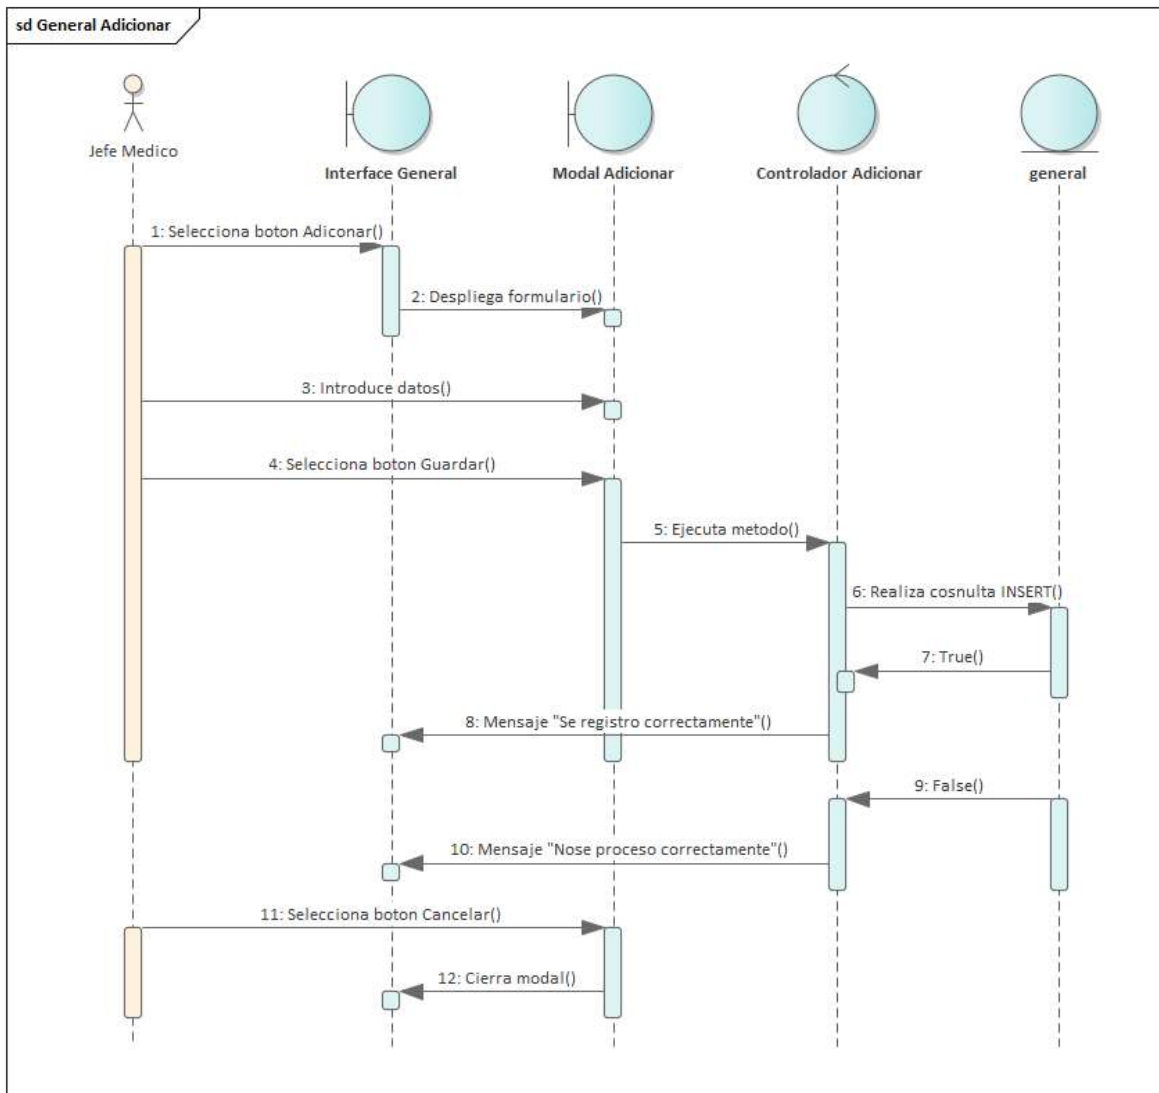 sd General Adicionar
Jefe Medico
Interface General
Modal Adicionar
Controlador Adicionar
general
1: Selecciona boton Adiconar()
2: Despliega formulario()
3: Introduce datos()
4: Selecciona boton Guardar()
5: Ejecuta metodo()
6: Realiza cosnulta INSERT()
7: True()
8: Mensaje "Se registro correctamente"()
9: False()
10: Mensaje "Nose proceso correctamente"()
11: Selecciona boton Cancelar()
12: Cierra modal()